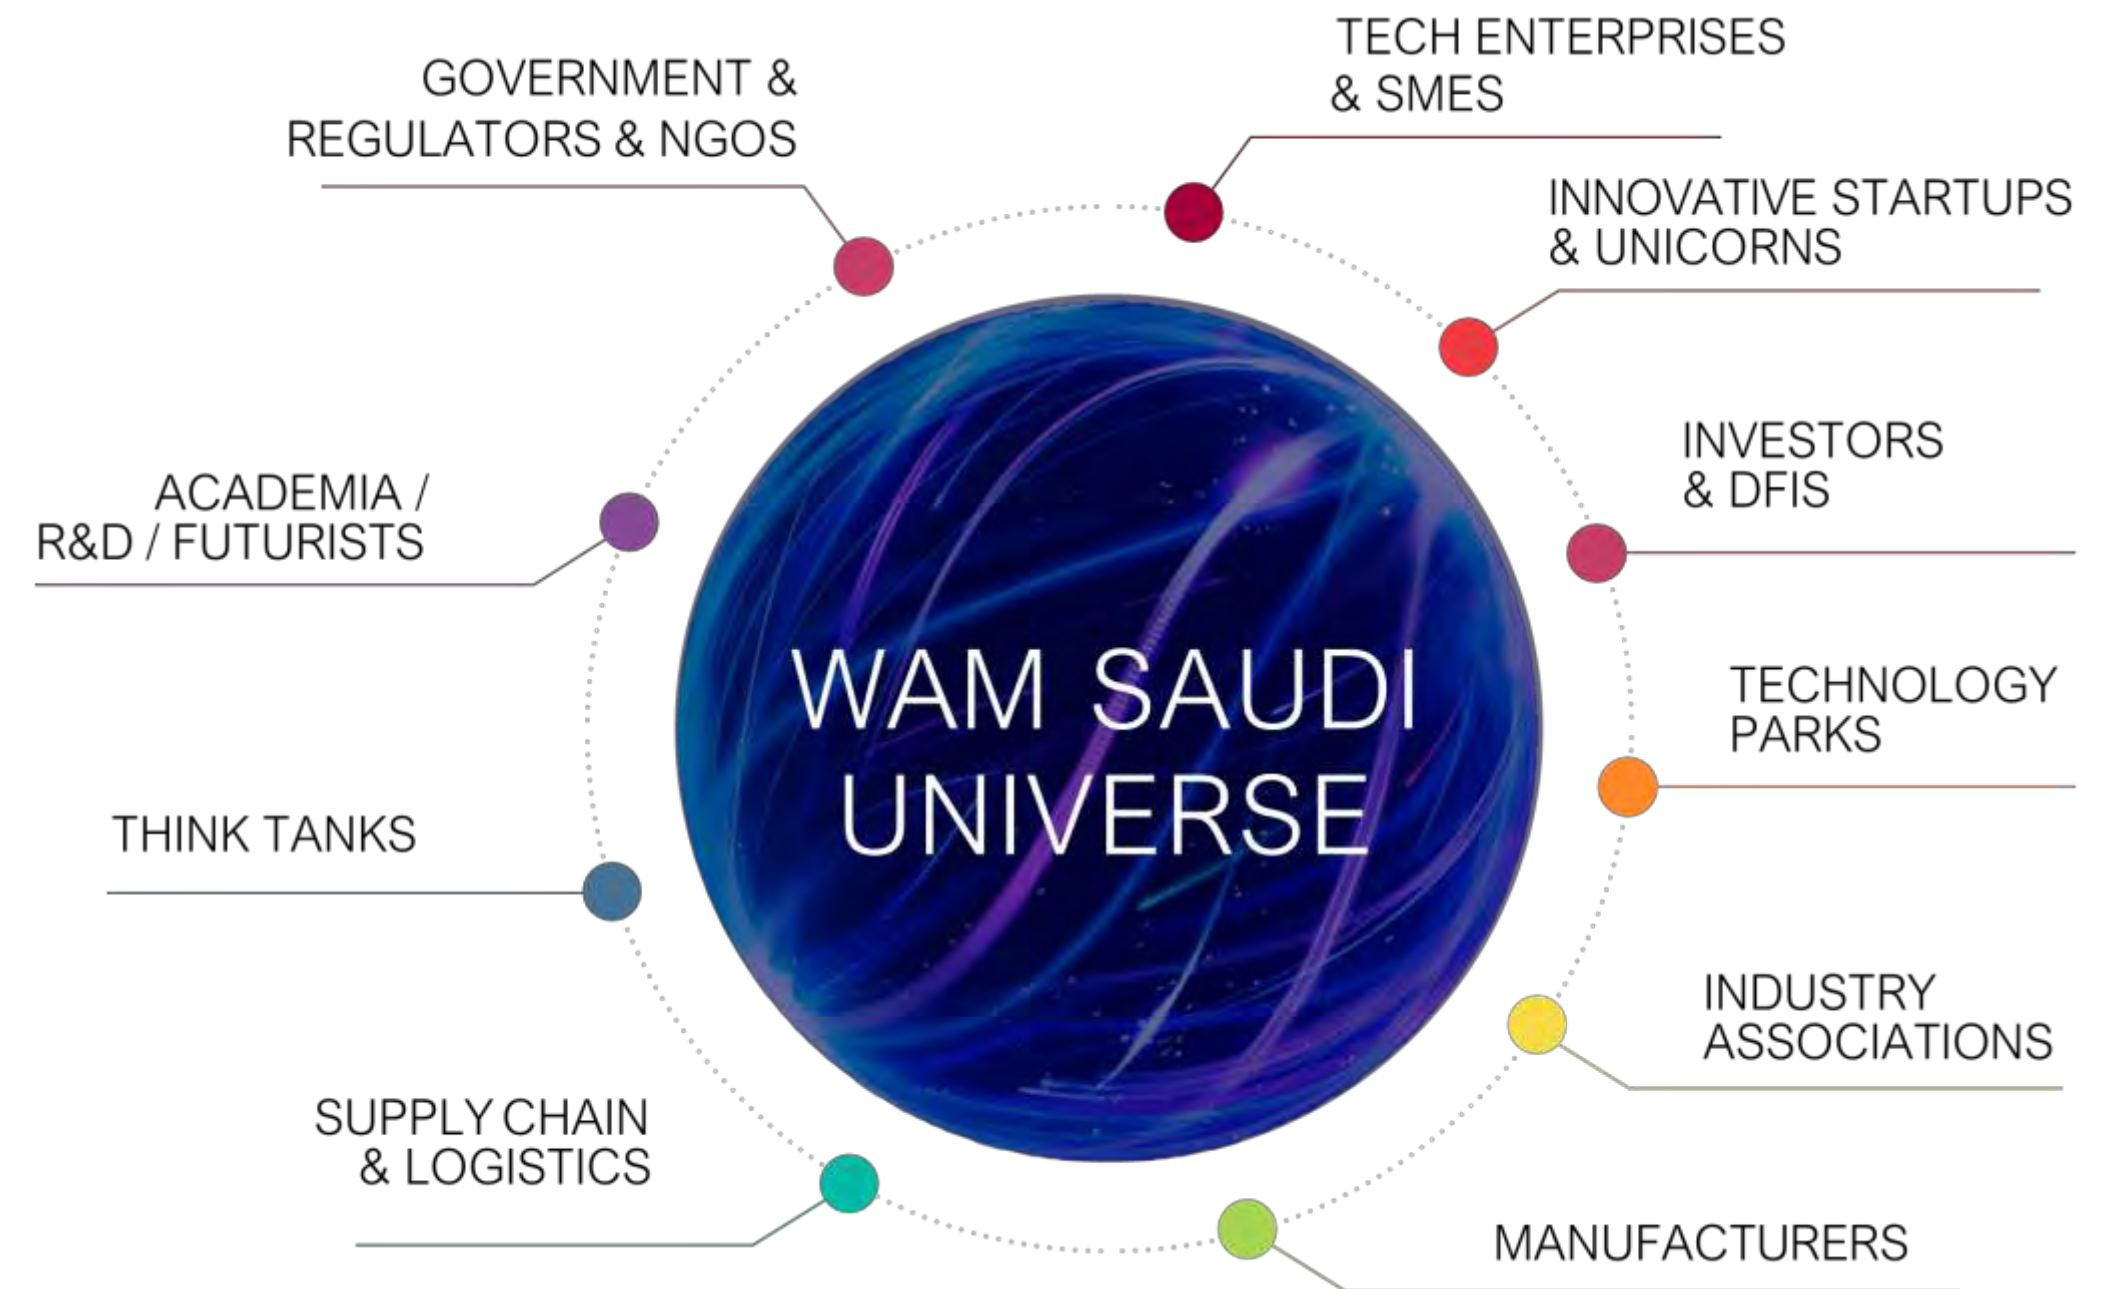 TECH ENTERPRISES
& SMES
GOVERNMENT &
REGULATORS & NGOS
INNOVATIVE STARTUPS
& UNICORNS
INVESTORS
& DFIS
ACADEMIA /
R&D / FUTURISTS
WAM SAUDI
UNIVERSE
TECHNOLOGY
PARKS
THINK TANKS
INDUSTRY
ASSOCIATIONS
SUPPLY CHAIN
& LOGISTICS
MANUFACTURERS